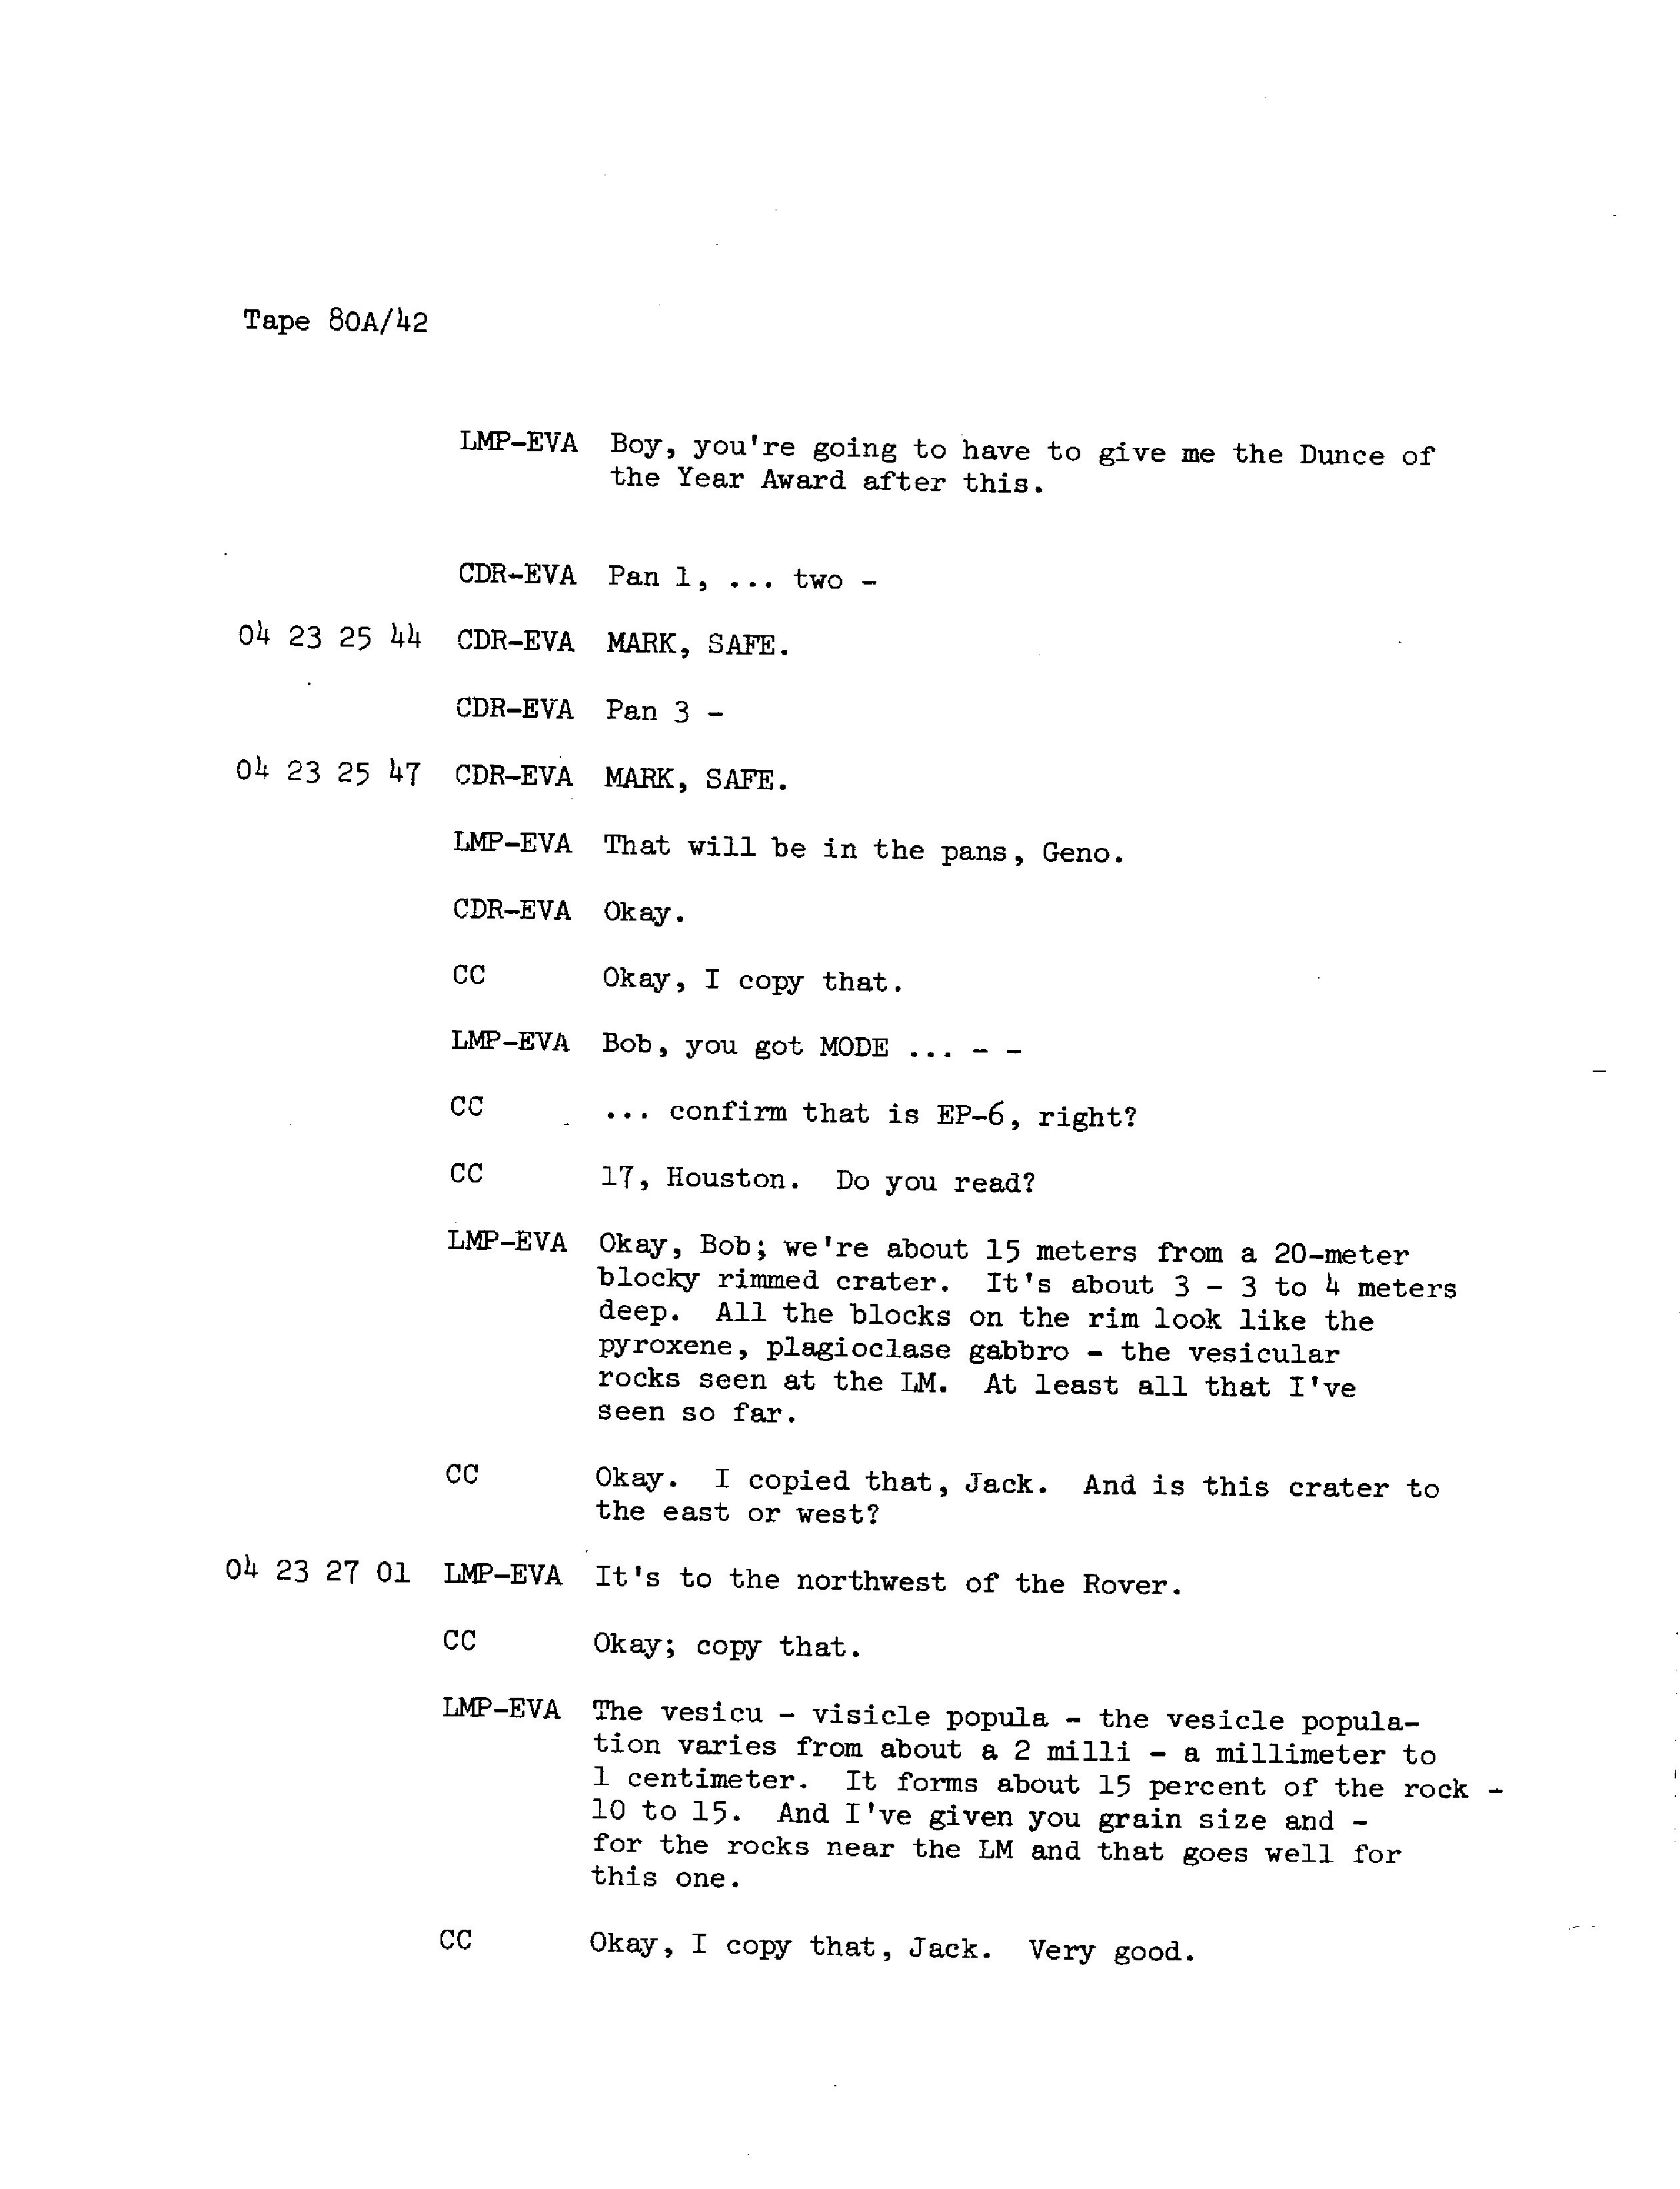 Tape 80A/42
LMP-EVA Boy, you're going to have to give me the Dunce of
the Year Award after this.
CDR-EVA Pan 1, ... two -
04 23 25 44 CDR-EVA MARK, SAFE.
CDR-EVA Pan 3 -
04 23 25 47 CDR-EVA MARK, SAFE.
LMP-EVA That will be in the pans, Geno.
CDR-EVA Okay.
CC Okay, I copy that.
LMP-EVA Bob, you got MODE ... - -
CC ... confirm that is EP-6, right?
CC 17, Houston. Do you read?
LMP-EVA Okay, Bob; we're about 15 meters from a 20-meter
blocky rimmed crater. It's about 3 - 3 to 4 meters
deep. All the blocks on the rim look like the
pyroxene, plagioclase gabbro - the vesicular
rocks seen at the LM. At least all that I've
seen so far.
CC Okay. I copied that, Jack. And is this crater to
the east or west?
04 23 27 01 LMP-EVA It's to the northwest of the Rover.
CC Okay; copy that.
LMP-EVA The vesicu - visicle popula - the vesicle popula-
tion varies from about a 2 milli - a millimeter to
1 centimeter. It forms about 15 percent of the rock -
10 to 15. And I've given you grain size and -
for the rocks near the LM and that goes well for
this one.
CC Okay, I copy that, Jack. Very good.